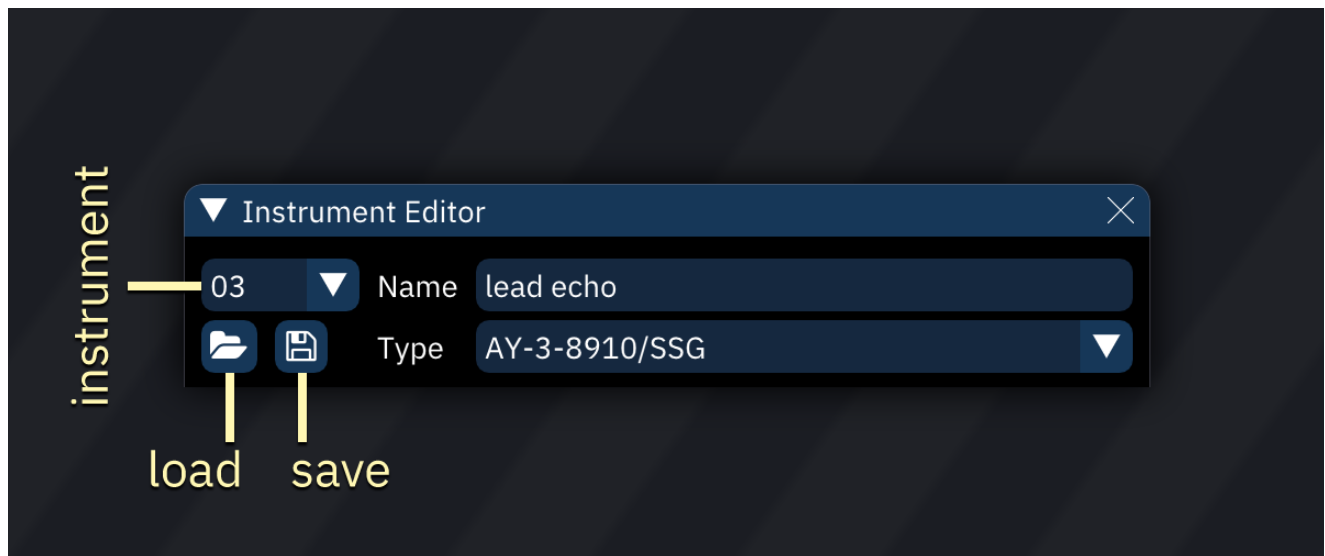 Instrument Editor
instrument
03 Name lead echo
Type AY-3-8910/SSG
load save